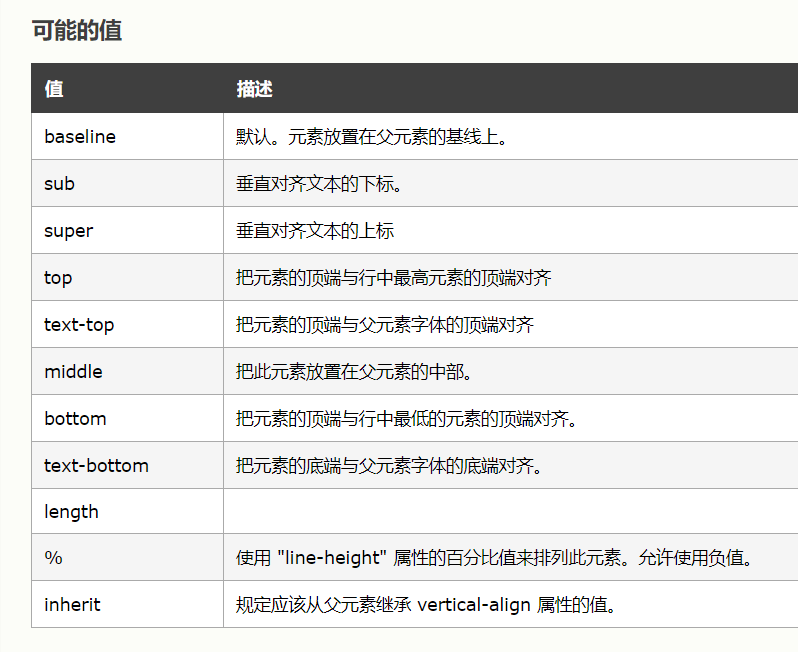 可能的值
值 描述
baseline 默认。元素放置在父元素的基线上。
sub 垂直对齐文本的下标。
super 垂直对齐文本的上标
top 把元素的顶端与行中最高元素的顶端对齐
text-top 把元素的顶端与父元素字体的顶端对齐
middle 把此元素放置在父元素的中部。
bottom 把元素的顶端与行中最低的元素的顶端对齐。
text-bottom 把元素的底端与父元素字体的底端对齐。
length
% 使用 "line-height" 属性的百分比值来排列此元素。允许使用负值。
inherit 规定应该从父元素继承 vertical-align 属性的值。